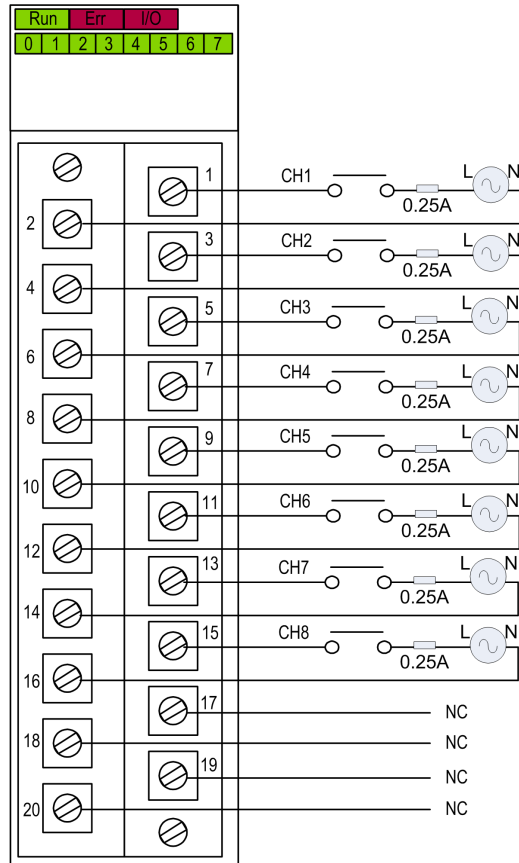 Run Err I/O
0 1 2 3 4 5 6 7
1 CH1 L N
0.25A
2
3 CH2 L N
0.25A
4
5 CH3 L N
0.25A
6
7 CH4 L N
0.25A
8
9 CH5 L N
0.25A
10
11 CH6 L N
0.25A
12
13 CH7 L N
0.25A
14
15 CH8 L N
0.25A
16
17 NC
18 NC
19 NC
20 NC